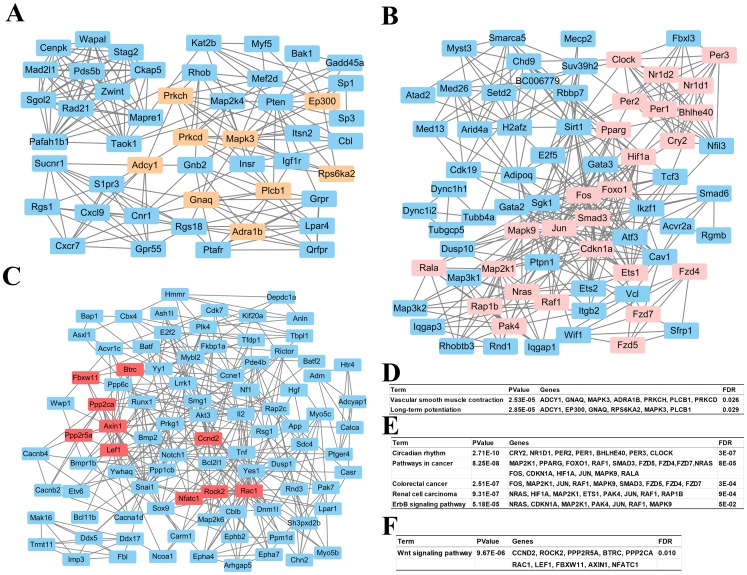 A
Cenpk
Wapal
Stag2
Mad2l1
Pds5b
Ckap5
Sgol2
Zwint
Rad21
Mapre1
Pafah1b1
Taok1
Kat2b
Myf5
Bak1
Gadd45a
Rhob
Mef2d
Sp1
Prkch
Map2k4
Pten
Ep300
Sp3
Prkcd
Mapk3
Itsn2
Cbl
Sucnr1
Adcy1
Gnb2
Insr
Igf1r
Rps6ka2
S1pr3
Plcb1
Rgs1
Cxcl9
Cnr1
Gnaq
Grpr
Rgs18
Adra1b
Lpar4
Cxcr7
Gpr55
Ptafr
Qrfpr
B
Smarca5
Mecp2
Fbxl3
Myst3
Chd9
Suv39h2
Clock
Per3
Nr1d2
Atad2
Med26
BC006779
Setd2
Rbbp7
Nr1d1
Per2
Per1
Bhlhe40
Med13
Arid4a
H2afz
Sirt1
Pparg
Cry2
Nfil3
E2f5
Hif1a
Cdk19
Adipoq
Gata3
Tcf3
Dync1h1
Fos
Foxo1
Smad6
Dync1i2
Tubb4a
Gata2
Sgk1
Smad3
Ikzf1
Acvr2a
Tubgcp5
Mapk9
Jun
Atf3
Rgmb
Dusp10
Cdkn1a
Cav1
Rala
Map3k1
Map2k1
Ptpn1
Ets1
Fzd4
Map3k2
Nras
Ets2
Vcl
Rap1b
Raf1
Itgb2
Iqgap3
Pak4
Fzd7
Rhobtb3
Rnd1
Iqgap1
Wif1
Sfrp1
Fzd5
C
Hmmr
Depdc1a
Bap1
Cbx4
Ash1l
Cdk7
Kif20a
Anln
Asxl1
E2f2
Plk4
Acvr1c
Batf
Fkbp1a
Tfdp1
Tbpl1
Mybl2
Rictor
Btrc
Yy1
Pde4b
Batf2
Htr4
Fbxw11
Ppp6c
Lrrk1
Ccne1
Adm
Nf1
Hgf
Adcyap1
Wwp1
Ppp2ca
Runx1
Smg1
Rap2c
Akt3
Il2
Myo5c
Axin1
Prkg1
App
Calca
Ppp2r5a
Bmp2
Ccnd2
Rsg1
Sdc4
Lef1
Notch1
Tnf
Cacnb4
Bmpr1b
Ywhaq
Bcl2l1
Ptger4
Ppp1cb
Yes1
Dusp1
Casr
Cacnb2
Etv6
Snai1
Rock2
Rac1
Rnd3
Pak7
Nfatc1
Lpar1
Mak16
Bcl11b
Cacna1d
Sox9
Cblb
Dnm1l
Map2k6
Sh3pxd2b
Ddx5
Ddx17
Trmt11
Carm1
Ephb2
Ppm1d
Myo5b
Imp3
Fbl
Ncoa1
Epha4
Epha7
Chn2
Arhgap5
D
Term PValue Genes FDR
Vascular smooth muscle contraction 2.53E-05 ADCY1, GNAQ, MAPK3, ADRA1B, PRKCH, PLCB1, PRKCD 0.026
Long-term potentiation 2.85E-05 ADCY1, EP300, GNAQ, RPS6KA2, MAPK3, PLCB1 0.029
E
Term PValue Genes FDR
Circadian rhythm 2.71E-10 CRY2, NR1D1, PER2, PER1, BHLHE40, PER3, CLOCK 3E-07
Pathways in cancer 8.25E-08 MAP2K1, PPARG, FOXO1, RAF1, SMAD3, FZD5, FZD4,FZD7,NRAS 8E-05
FOS, CDKN1A, HIF1A, JUN, MAPK9, RALA
Colorectal cancer 2.51E-07 FOS, MAP2K1, JUN, RAF1, MAPK9, SMAD3, FZD5, FZD4, FZD7 3E-04
Renal cell carcinoma 9.31E-07 NRAS, HIF1A, MAP2K1, ETS1, PAK4, JUN, RAF1, RAP1B 9E-04
ErbB signaling pathway 5.18E-05 NRAS, CDKN1A, MAP2K1, PAK4, JUN, RAF1, MAPK9 5E-02
F
Term PValue Genes FDR
Wnt signaling pathway 9.67E-06 CCND2, ROCK2, PPP2R5A, BTRC, PPP2CA 0.010
RAC1, LEF1, FBXW11, AXIN1, NFATC1